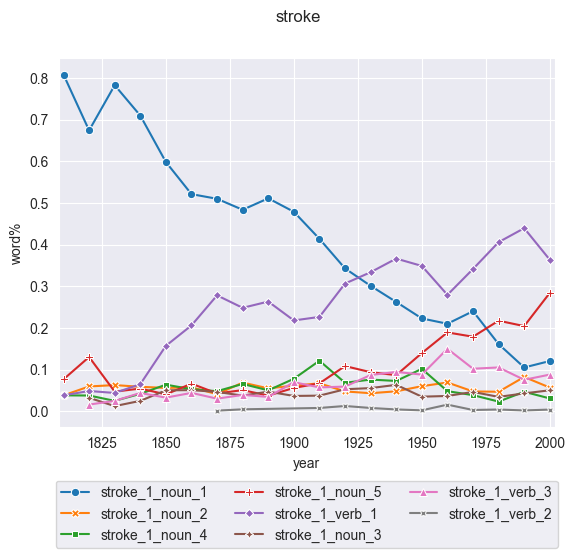 stroke
0.8
0.7
0.6
0.5
0.4
0.3
0.2
0.1
0.0
word%
1825 1850 1875 1900 1925 1950 1975 2000
year
stroke_1_noun_1 stroke_1_noun_5 stroke_1_verb_3
stroke_1_noun_2 stroke_1_verb_1 stroke_1_verb_2
stroke_1_noun_4 stroke_1_noun_3